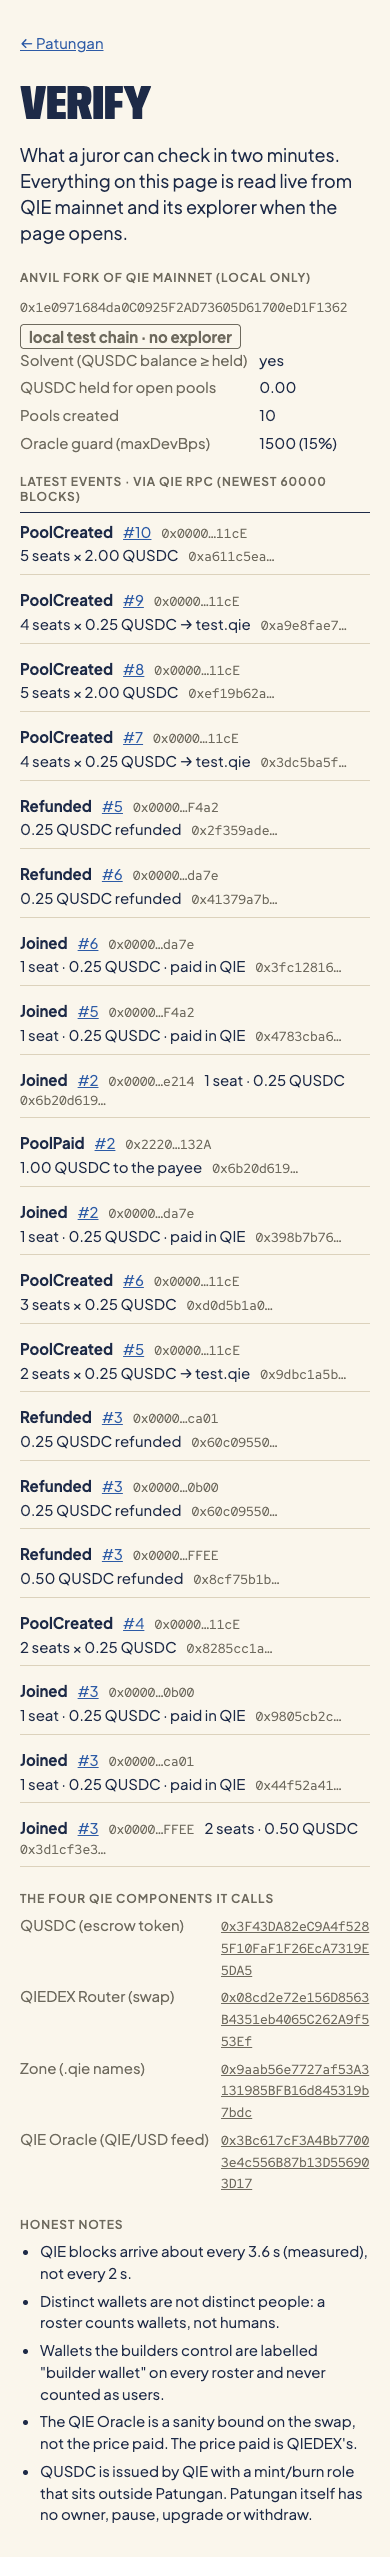 ← Patungan
VERIFY
What a juror can check in two minutes.
Everything on this page is read live from
QIE mainnet and its explorer when the
page opens.
ANVIL FORK OF QIE MAINNET (LOCAL ONLY)
0x1e0971684da0C0925F2AD73605D61700eD1F1362
local test chain · no explorer
Solvent (QUSDC balance ≥ held) yes
QUSDC held for open pools 0.00
Pools created 10
Oracle guard (maxDevBps) 1500 (15%)
LATEST EVENTS · VIA QIE RPC (NEWEST 60000
BLOCKS)
PoolCreated #10 0x0000…11cE
5 seats × 2.00 QUSDC 0xa611c5ea…
PoolCreated #9 0x0000…11cE
4 seats × 0.25 QUSDC → test.qie 0xa9e8fae7…
PoolCreated #8 0x0000…11cE
5 seats × 2.00 QUSDC 0xef19b62a…
PoolCreated #7 0x0000…11cE
4 seats × 0.25 QUSDC → test.qie 0x3dc5ba5f…
Refunded #5 0x0000…F4a2
0.25 QUSDC refunded 0x2f359ade…
Refunded #6 0x0000…da7e
0.25 QUSDC refunded 0x41379a7b…
Joined #6 0x0000…da7e
1 seat · 0.25 QUSDC · paid in QIE 0x3fc12816…
Joined #5 0x0000…F4a2
1 seat · 0.25 QUSDC · paid in QIE 0x4783cba6…
Joined #2 0x0000…e214 1 seat · 0.25 QUSDC
0x6b20d619…
PoolPaid #2 0x2220…132A
1.00 QUSDC to the payee 0x6b20d619…
Joined #2 0x0000…da7e
1 seat · 0.25 QUSDC · paid in QIE 0x398b7b76…
PoolCreated #6 0x0000…11cE
3 seats × 0.25 QUSDC 0xd0d5b1a0…
PoolCreated #5 0x0000…11cE
2 seats × 0.25 QUSDC → test.qie 0x9dbc1a5b…
Refunded #3 0x0000…ca01
0.25 QUSDC refunded 0x60c09550…
Refunded #3 0x0000…0b00
0.25 QUSDC refunded 0x60c09550…
Refunded #3 0x0000…FFEE
0.50 QUSDC refunded 0x8cf75b1b…
PoolCreated #4 0x0000…11cE
2 seats × 0.25 QUSDC 0x8285cc1a…
Joined #3 0x0000…0b00
1 seat · 0.25 QUSDC · paid in QIE 0x9805cb2c…
Joined #3 0x0000…ca01
1 seat · 0.25 QUSDC · paid in QIE 0x44f52a41…
Joined #3 0x0000…FFEE 2 seats · 0.50 QUSDC
0x3d1cf3e3…
THE FOUR QIE COMPONENTS IT CALLS
QUSDC (escrow token) 0x3F43DA82eC9A4f528
5F10FaF1F26EcA7319E
5DA5
QIEDEX Router (swap) 0x08cd2e72e156D8563
B4351eb4065C262A9f5
53Ef
Zone (.qie names) 0x9aab56e7727af53A3
131985BFB16d845319b
7bdc
QIE Oracle (QIE/USD feed) 0x3Bc617cF3A4Bb7700
3e4c556B87b13D55690
3D17
HONEST NOTES
• QIE blocks arrive about every 3.6 s (measured),
not every 2 s.
• Distinct wallets are not distinct people: a
roster counts wallets, not humans.
• Wallets the builders control are labelled
"builder wallet" on every roster and never
counted as users.
• The QIE Oracle is a sanity bound on the swap,
not the price paid. The price paid is QIEDEX's.
• QUSDC is issued by QIE with a mint/burn role
that sits outside Patungan. Patungan itself has
no owner, pause, upgrade or withdraw.